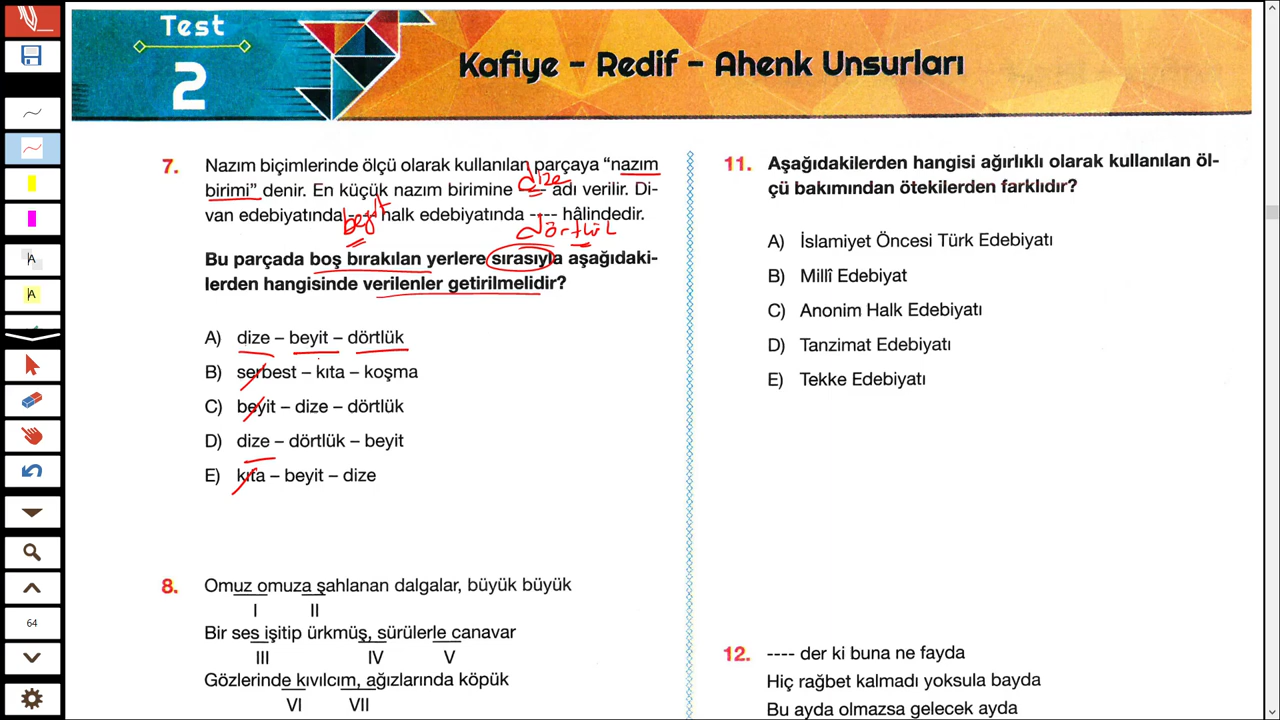 Test
2
Kafiye – Redif – Ahenk Unsurları
7. Nazım biçimlerinde ölçü olarak kullanılan parçaya “nazım
birimi” denir. En küçük nazım birimine ---- adı verilir. Di-
dize
van edebiyatında ---- halk edebiyatında ---- hâlindedir.
beyit
Dörtlük
Bu parçada boş bırakılan yerlere sırasıyla aşağıdaki-
lerden hangisinde verilenler getirilmelidir?
A) dize – beyit – dörtlük
B) serbest – kıta – koşma
C) beyit – dize – dörtlük
D) dize – dörtlük – beyit
E) kıta – beyit – dize
8. Omuz omuza şahlanan dalgalar, büyük büyük
I II
Bir ses işitip ürkmüş, sürülerle canavar
III IV V
Gözlerinde kıvılcım, ağızlarında köpük
VI VII
11. Aşağıdakilerden hangisi ağırlıklı olarak kullanılan öl-
çü bakımından ötekilerden farklıdır?
A) İslamiyet Öncesi Türk Edebiyatı
B) Millî Edebiyat
C) Anonim Halk Edebiyatı
D) Tanzimat Edebiyatı
E) Tekke Edebiyatı
12. ---- der ki buna ne fayda
Hiç rağbet kalmadı yoksula bayda
Bu ayda olmazsa gelecek ayda
A
A
64